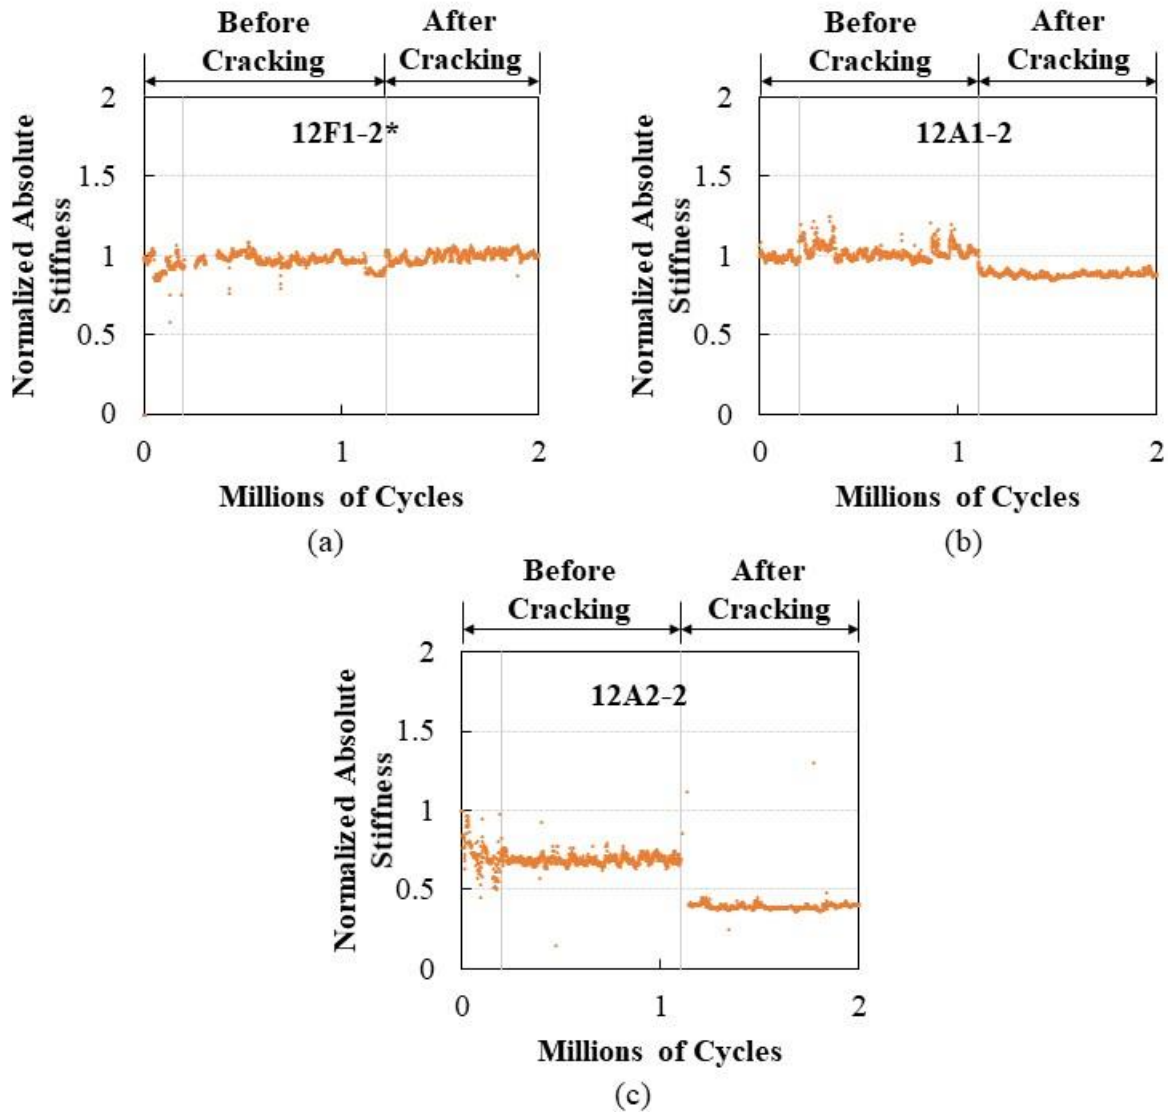 Before
Cracking
After
Cracking
12F1-2*
Normalized Absolute
Stiffness
2
1.5
1
0.5
0
0
1
2
Millions of Cycles
(a)
Before
Cracking
After
Cracking
12A1-2
Normalized Absolute
Stiffness
2
1.5
1
0.5
0
0
1
2
Millions of Cycles
(b)
Before
Cracking
After
Cracking
12A2-2
Normalized Absolute
Stiffness
2
1.5
1
0.5
0
0
1
2
Millions of Cycles
(c)